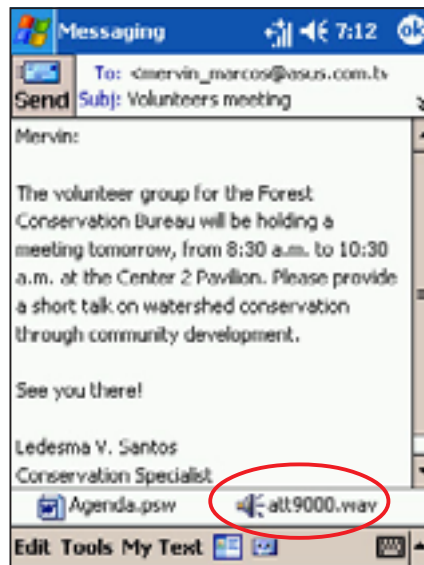 Messaging 7:12 ok
To: <mervin_marcos@asus.com.tw
Send Subj: Volunteers meeting
Mervin:
The volunteer group for the Forest
Conservation Bureau will be holding a
meeting tomorrow, from 8:30 a.m. to 10:30
a.m. at the Center 2 Pavilion. Please provide
a short talk on watershed conservation
through community development.
See you there!
Ledesma V. Santos
Conservation Specialist
Agenda.psw att9000.wav
Edit Tools My Text